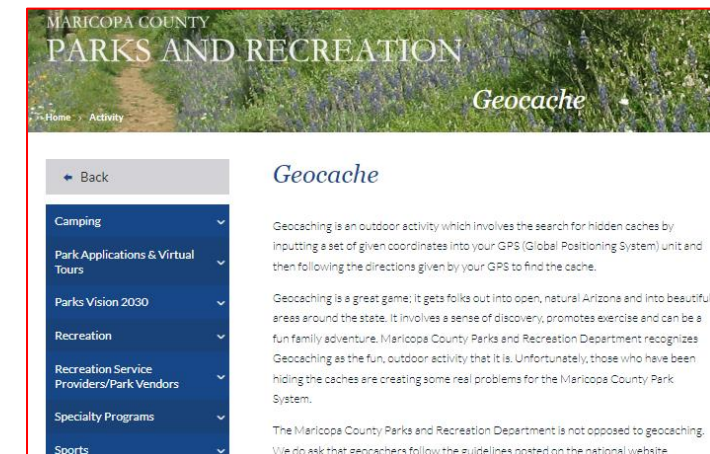 MARICOPA COUNTY
PARKS AND RECREATION
Geocache
Home > Activity
Back
Geocache
Camping
Park Applications & Virtual
Tours
Parks Vision 2030
Recreation
Recreation Service
Providers/Park Vendors
Specialty Programs
Sports
Geocaching is an outdoor activity which involves the search for hidden caches by
inputting a set of given coordinates into your GPS (Global Positioning System) unit and
then following the directions given by your GPS to find the cache.
Geocaching is a great game; it gets folks out into open, natural Arizona and into beautiful
areas around the state. It involves a sense of discovery, promotes exercise and can be a
fun family adventure. Maricopa County Parks and Recreation Department recognizes
Geocaching as the fun, outdoor activity that it is. Unfortunately, those who have been
hiding the caches are creating some real problems for the Maricopa County Park
System.
The Maricopa County Parks and Recreation Department is not opposed to geocaching.
We do ask that geocachers follow the guidelines posted on the national website